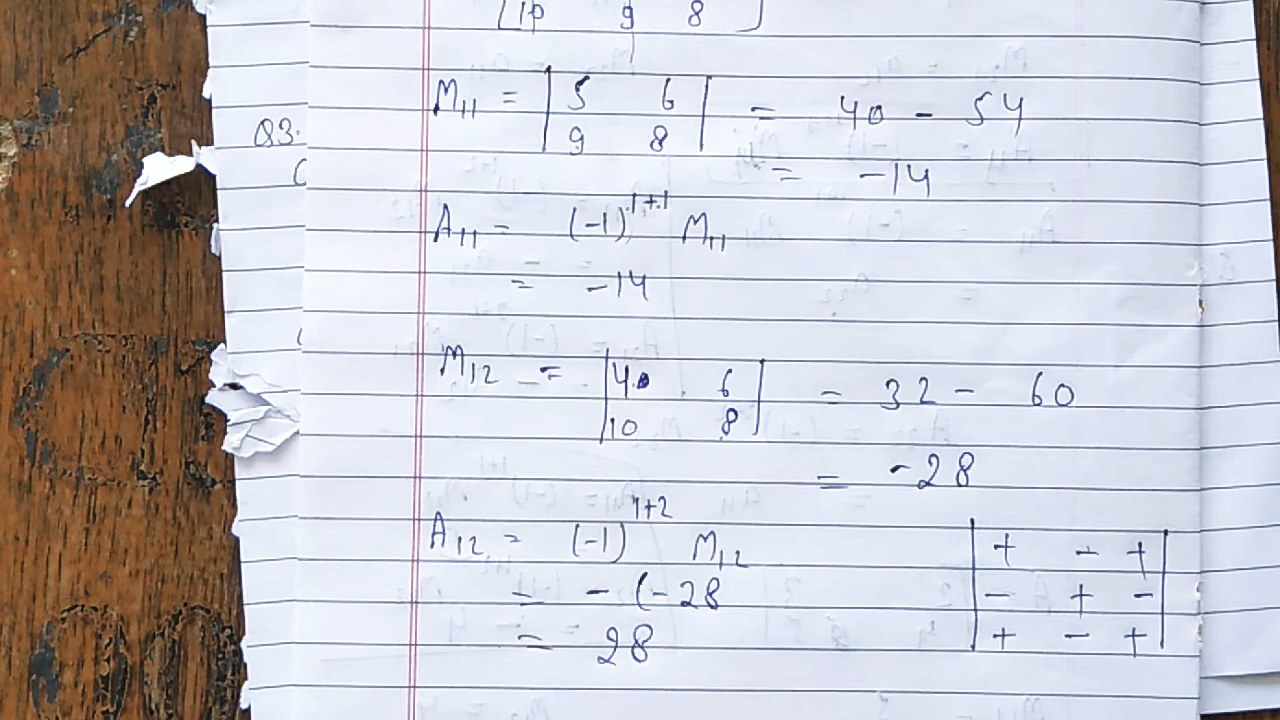 [10 9 8]
M11 = | 5 6 | = 40 - 54
| 9 8 |
Q3.
= -14
(
A11 = (-1)^1+1 M11
= -14
M12 = | 4 6 | = 32 - 60
| 10 8 |
= -28
A12 = (-1)^1+2 M12
| + - + |
= - (-28
| - + - |
= 28
| + - + |